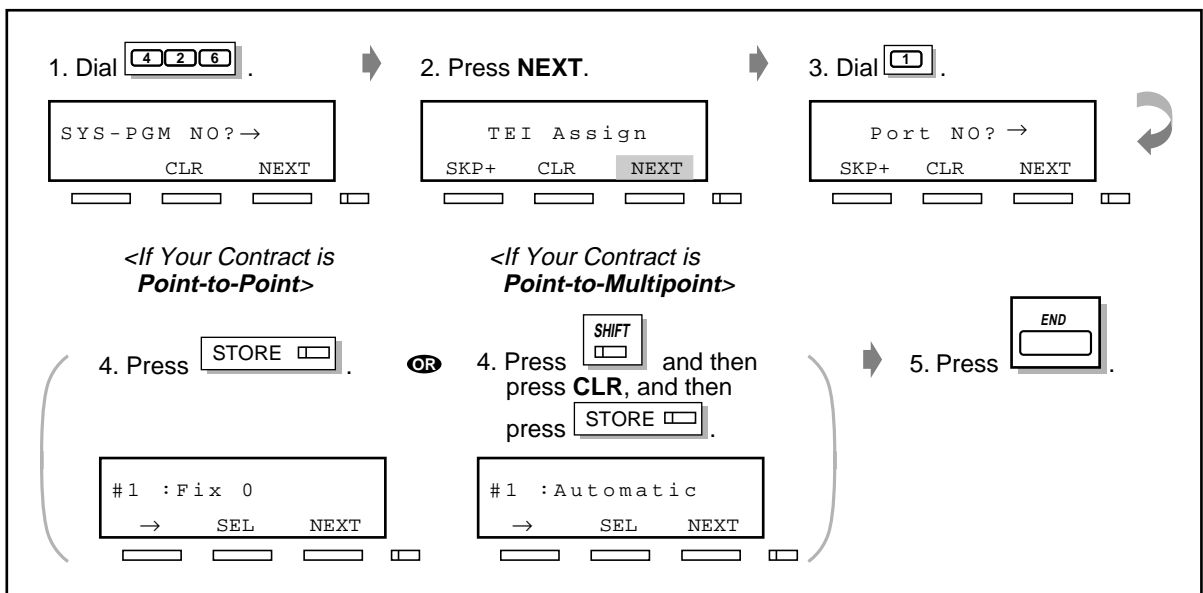 1. Dial 4 2 6 .
SYS-PGM NO?→
CLR NEXT
2. Press NEXT.
TEI Assign
SKP+ CLR NEXT
3. Dial 1 .
Port NO? →
SKP+ CLR NEXT
<If Your Contract is
Point-to-Point>
4. Press STORE .
#1 :Fix 0
→ SEL NEXT
OR
<If Your Contract is
Point-to-Multipoint>
4. Press SHIFT and then
press CLR, and then
press STORE .
#1 :Automatic
→ SEL NEXT
5. Press END .